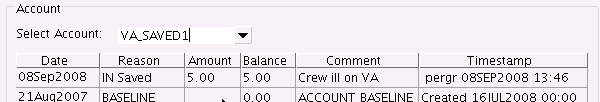 Account
Select Account: VA_SAVED1
Date Reason Amount Balance Comment Timestamp
08Sep2008 IN Saved 5.00 5.00 Crew ill on VA pergr 08SEP2008 13:46
21Aug2007 BASELINE 0.00 ACCOUNT BASELINE Created 16JUL2008 00:00